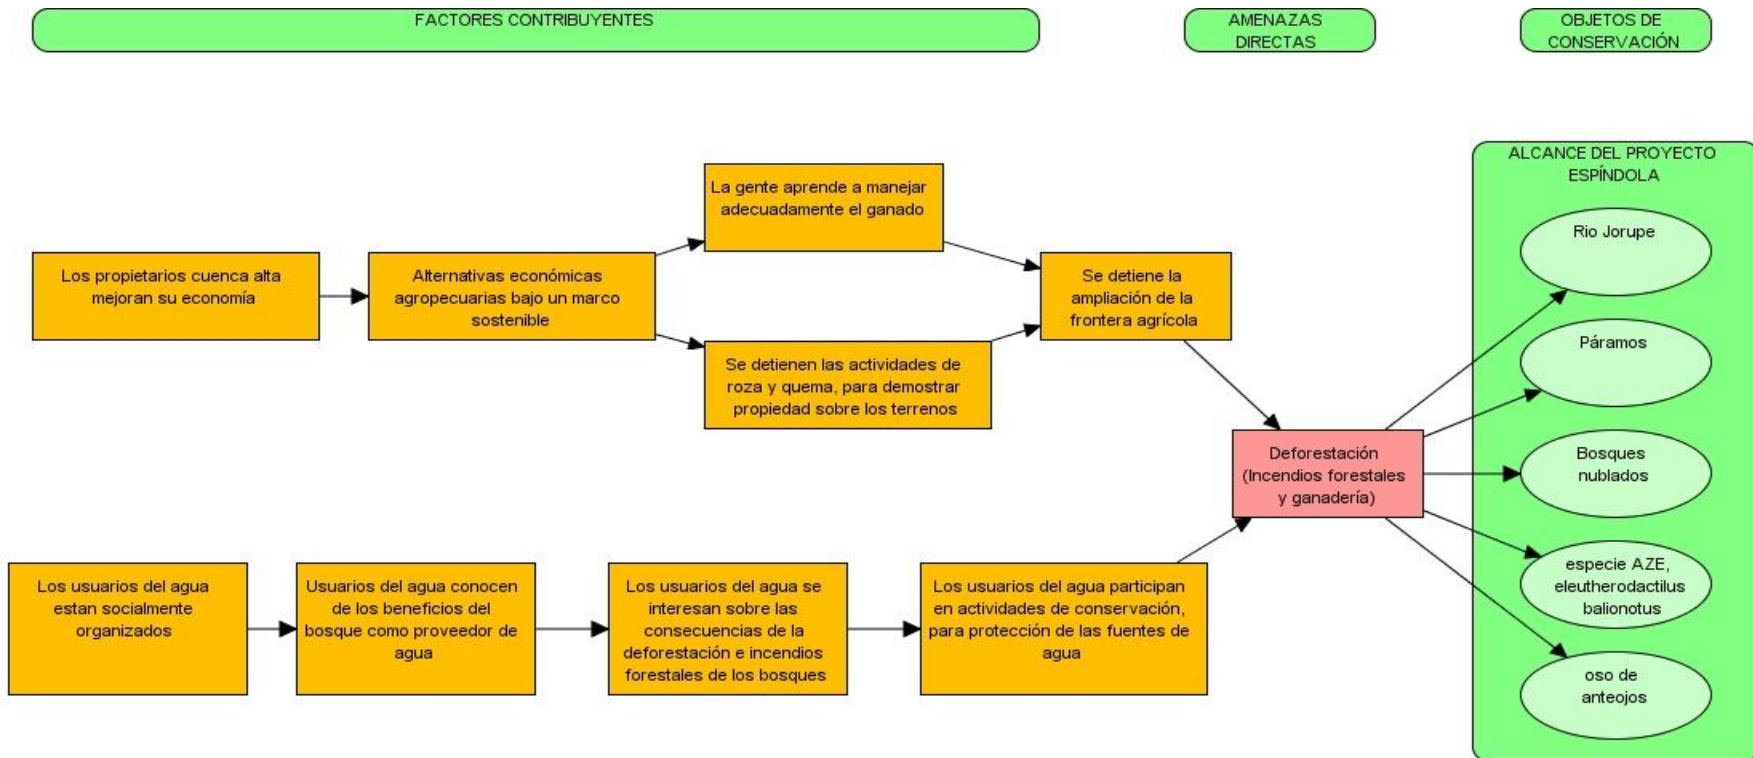 FACTORES CONTRIBUYENTES
AMENAZAS
DIRECTAS
OBJETOS DE
CONSERVACIÓN
ALCANCE DEL PROYECTO
ESPÍNDOLA
La gente aprende a manejar
adecuadamente el ganado
Los propietarios cuenca alta
mejoran su economía
Alternativas económicas
agropecuarias bajo un marco
sostenible
Se detiene la
ampliación de la
frontera agrícola
Se detienen las actividades de
roza y quema, para demostrar
propiedad sobre los terrenos
Deforestación
(Incendios forestales
y ganadería)
Los usuarios del agua
estan socialmente
organizados
Usuarios del agua conocen
de los beneficios del
bosque como proveedor de
agua
Los usuarios del agua se
interesan sobre las
consecuencias de la
deforestación e incendios
forestales de los bosques
Los usuarios del agua participan
en actividades de conservación,
para protección de las fuentes de
agua
Rio Jorupe
Páramos
Bosques
nublados
especie AZE,
eleutherodactilus
balionotus
oso de
anteojos